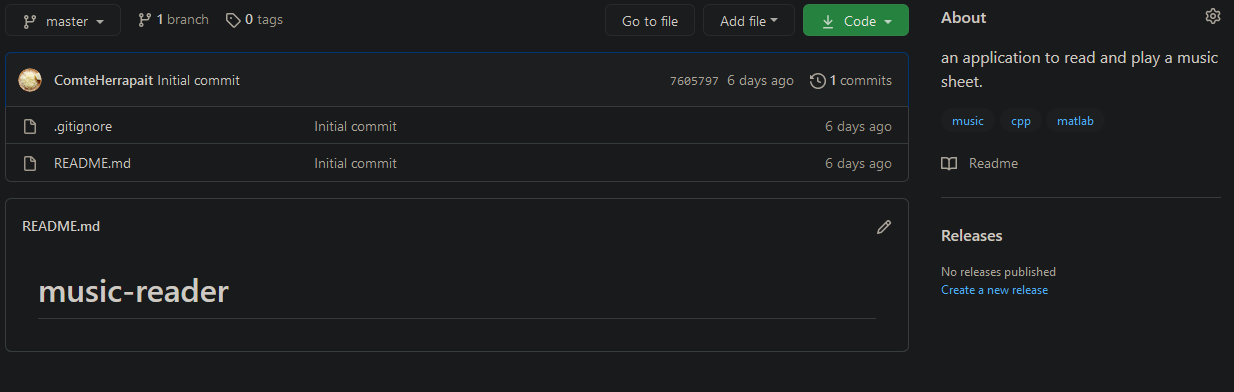 master 1 branch 0 tags Go to file Add file Code
ComteHerrapait Initial commit 7605797 6 days ago 1 commits
.gitignore Initial commit 6 days ago
README.md Initial commit 6 days ago
README.md
music-reader
About
an application to read and play a music
sheet.
music cpp matlab
Readme
Releases
No releases published
Create a new release